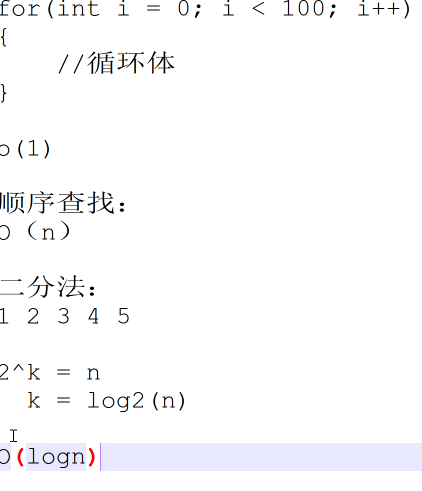 for(int i = 0; i < 100; i++)
{
//循环体
}
o(1)
顺序查找：
O（n）
二分法：
1 2 3 4 5
2^k = n
k = log2(n)
O(logn)